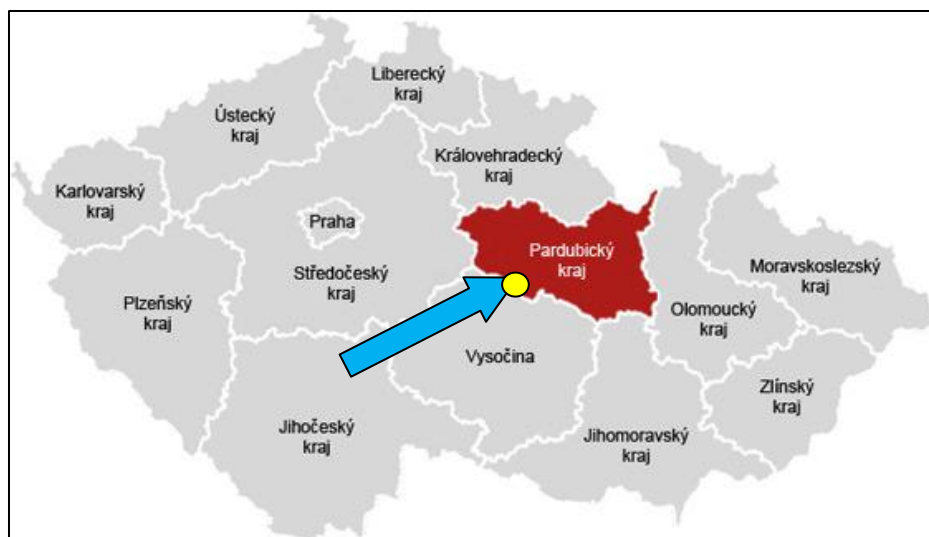 Liberecký
kraj
Ústecký
kraj
Královehradecký
kraj
Karlovarský
kraj
Praha
Pardubický
kraj
Středočeský
kraj
Moravskoslezský
kraj
Plzeňský
kraj
Olomoucký
kraj
Vysočina
Zlínský
kraj
Jihočeský
kraj
Jihomoravský
kraj